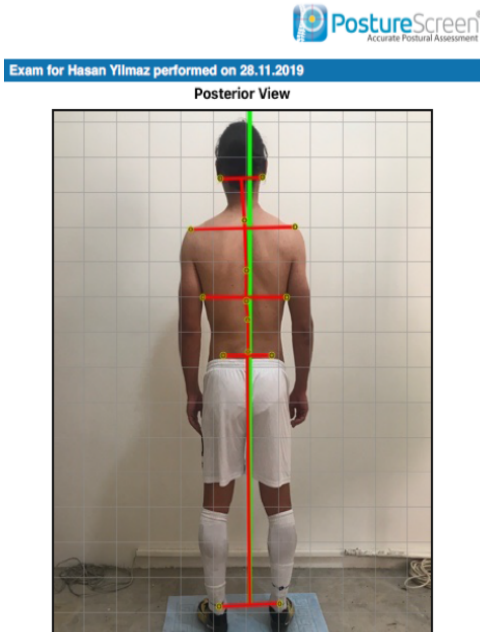 PostureScreen®
Accurate Postural Assessment
Exam for Hasan Yilmaz performed on 28.11.2019
Posterior View